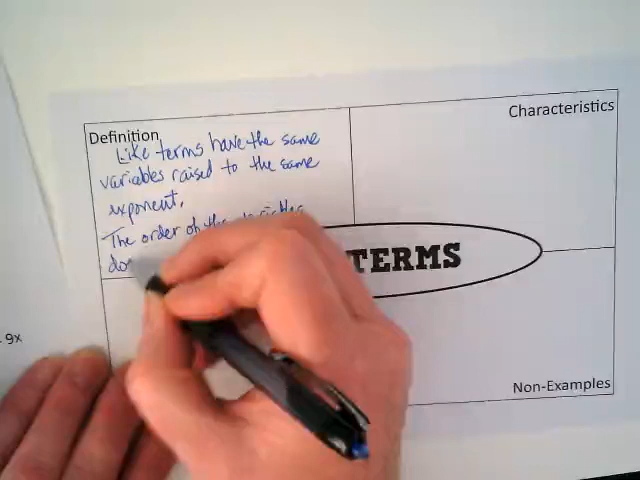 Definition
Like terms have the same
variables raised to the same
exponent.
The order of the
Characteristics
TERMS
- 9x
Non-Examples